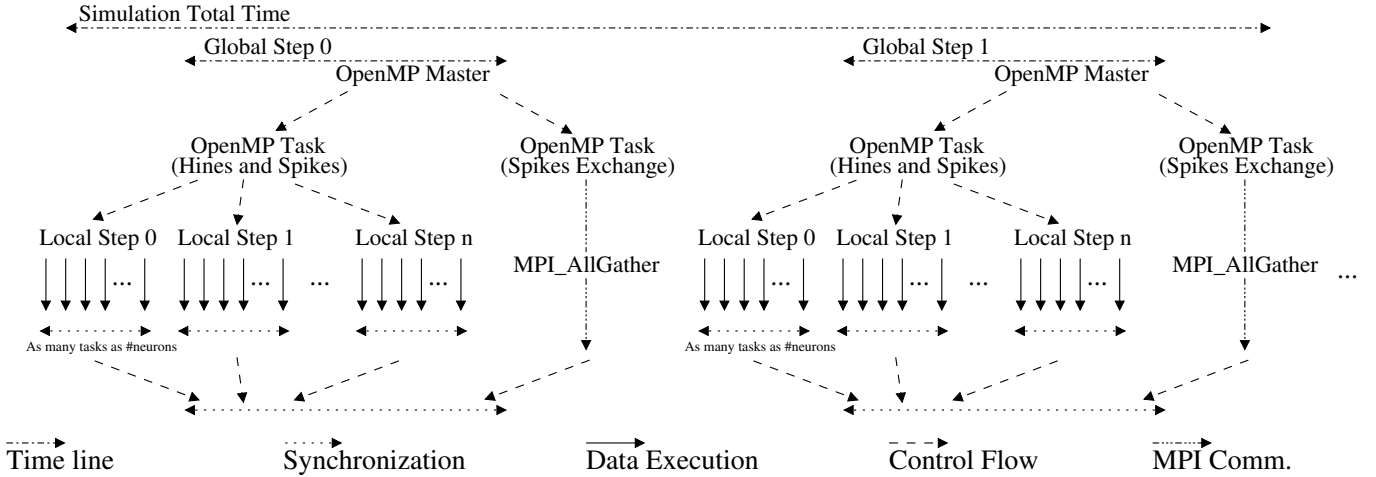 Simulation Total Time
Global Step 0 Global Step 1
OpenMP Master OpenMP Master
OpenMP Task OpenMP Task OpenMP Task OpenMP Task
(Hines and Spikes) (Spikes Exchange) (Hines and Spikes) (Spikes Exchange)
Local Step 0 Local Step 1 Local Step n Local Step 0 Local Step 1 Local Step n
MPI_AllGather MPI_AllGather
... ... ... ... ... ... ... ... ...
As many tasks as #neurons As many tasks as #neurons
Time line Synchronization Data Execution Control Flow MPI Comm.